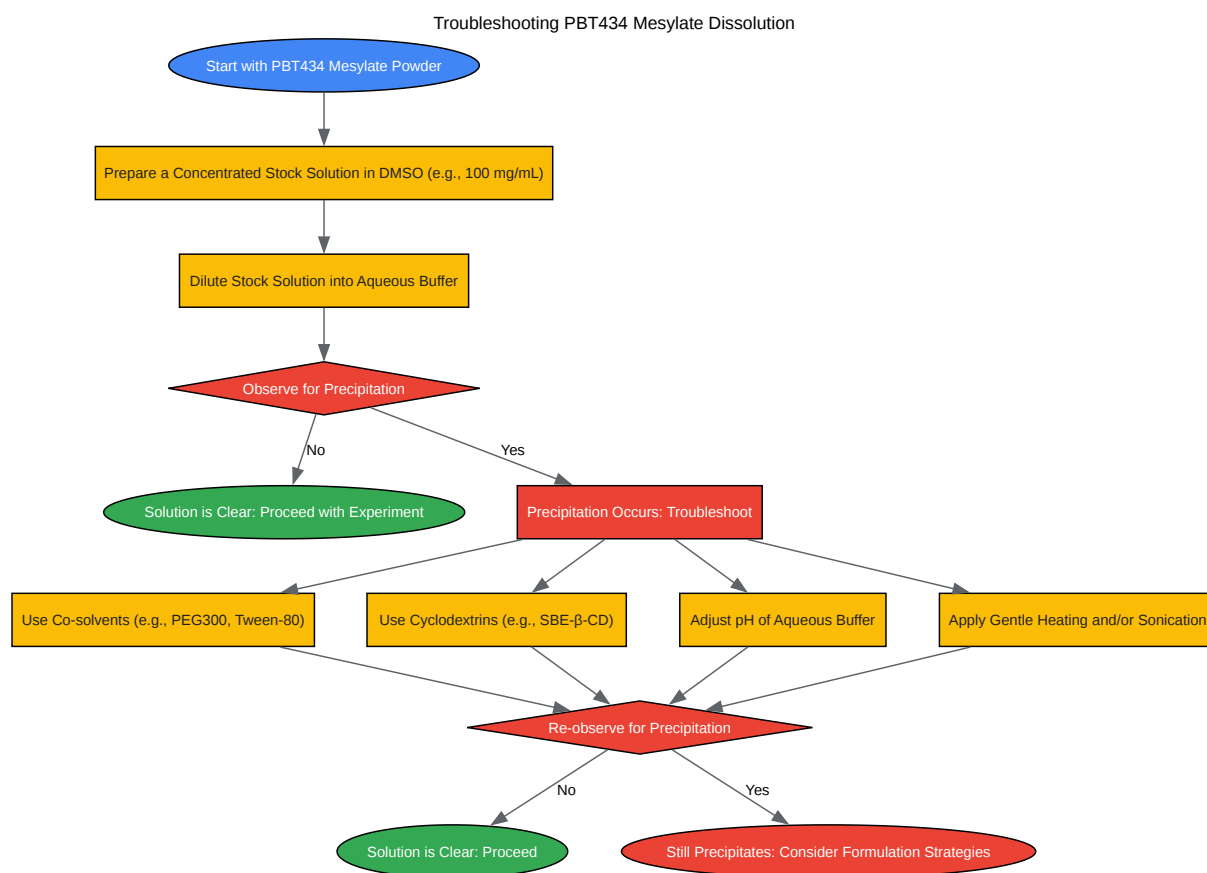 Troubleshooting PBT434 Mesylate Dissolution
Start with PBT434 Mesylate Powder
Prepare a Concentrated Stock Solution in DMSO (e.g., 100 mg/mL)
Dilute Stock Solution into Aqueous Buffer
Observe for Precipitation
No
Yes
Solution is Clear: Proceed with Experiment
Precipitation Occurs: Troubleshoot
Use Co-solvents (e.g., PEG300, Tween-80)
Use Cyclodextrins (e.g., SBE-β-CD)
Adjust pH of Aqueous Buffer
Apply Gentle Heating and/or Sonication
Re-observe for Precipitation
No
Yes
Solution is Clear: Proceed
Still Precipitates: Consider Formulation Strategies